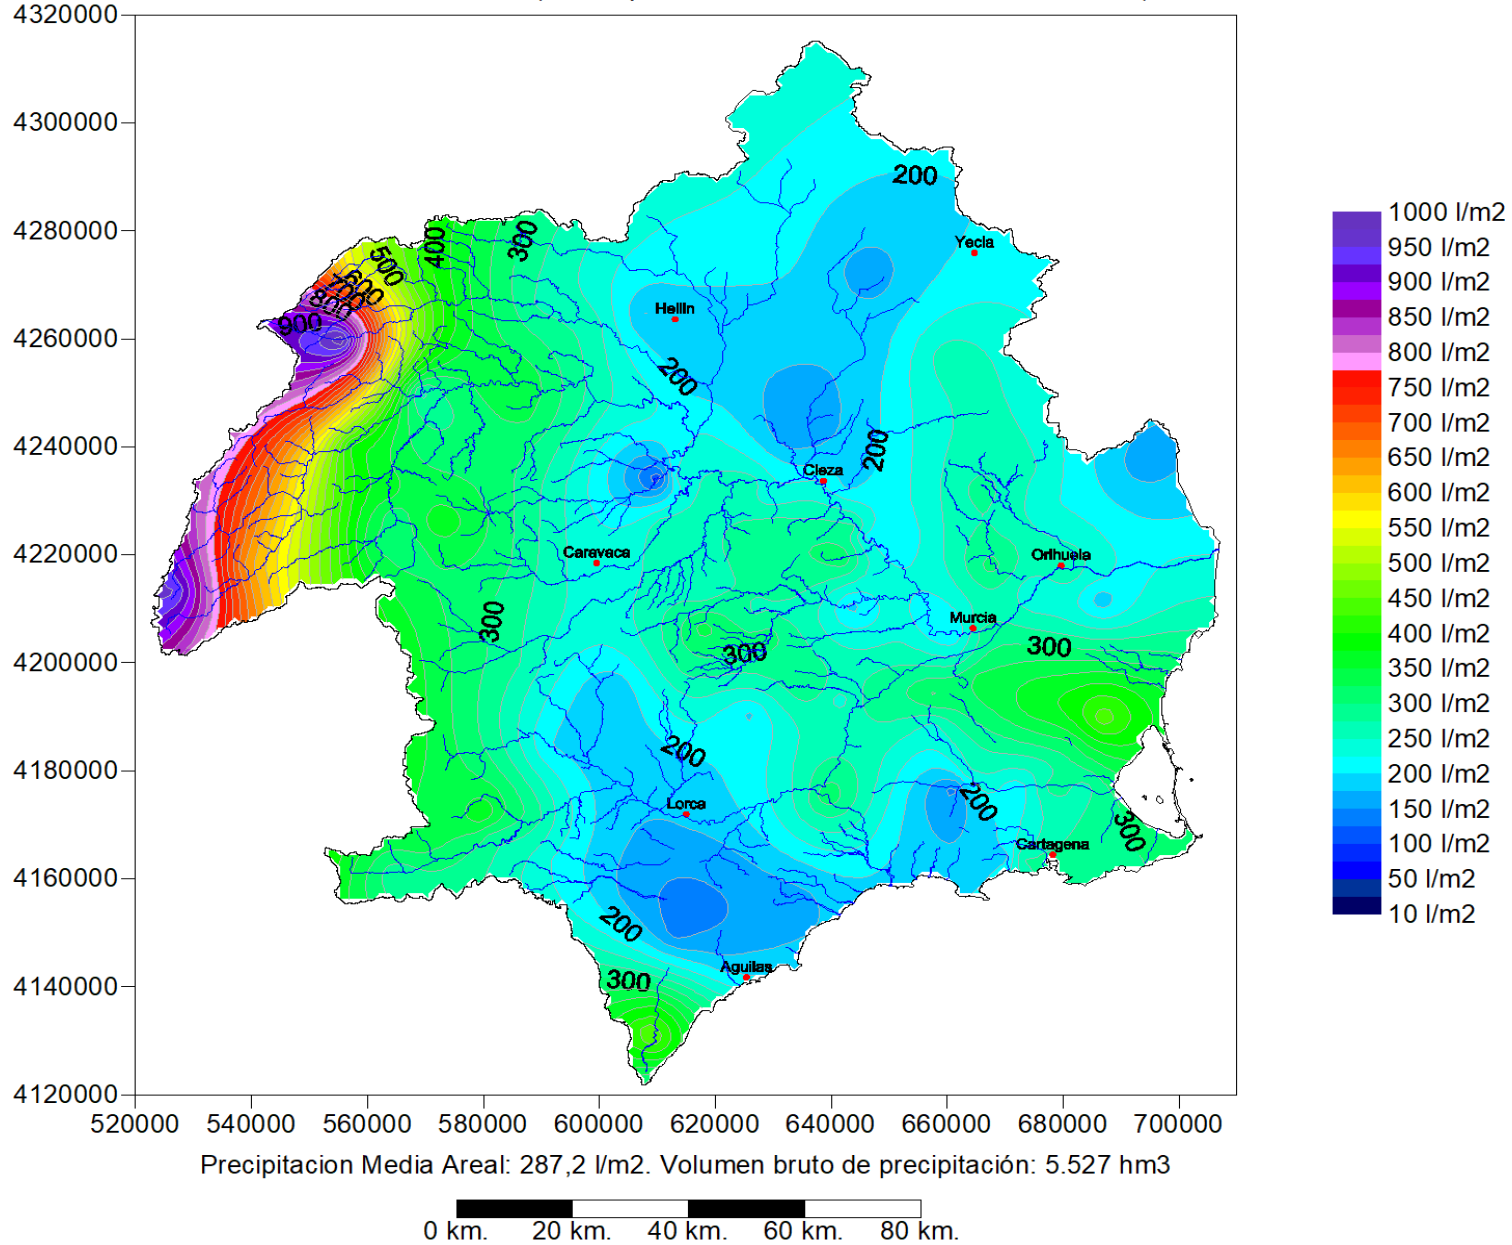 4320000
4300000
4280000
4260000
4240000
4220000
4200000
4180000
4160000
4140000
4120000
520000 540000 560000 580000 600000 620000 640000 660000 680000 700000
200
Yecla
400
300
500
600
700
800
900
Hellin
200
200
Cieza
Caravaca
Orihuela
300
Murcia
300
300
200
Lorca
200
Cartagena
300
200
Aguilas
300
1000 l/m2
950 l/m2
900 l/m2
850 l/m2
800 l/m2
750 l/m2
700 l/m2
650 l/m2
600 l/m2
550 l/m2
500 l/m2
450 l/m2
400 l/m2
350 l/m2
300 l/m2
250 l/m2
200 l/m2
150 l/m2
100 l/m2
50 l/m2
10 l/m2
Precipitacion Media Areal: 287,2 l/m2. Volumen bruto de precipitación: 5.527 hm3
0 km. 20 km. 40 km. 60 km. 80 km.